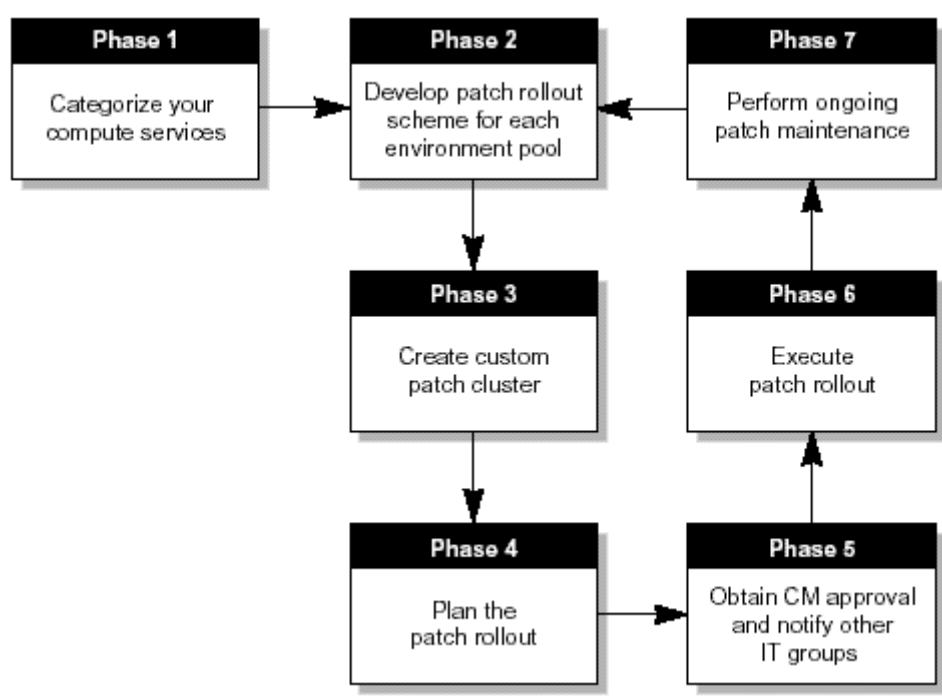 Phase 1
Categorize your
compute services
Phase 2
Develop patch rollout
scheme for each
environment pool
Phase 3
Create custom
patch cluster
Phase 4
Plan the
patch rollout
Phase 5
Obtain CM approval
and notify other
IT groups
Phase 6
Execute
patch rollout
Phase 7
Perform ongoing
patch maintenance